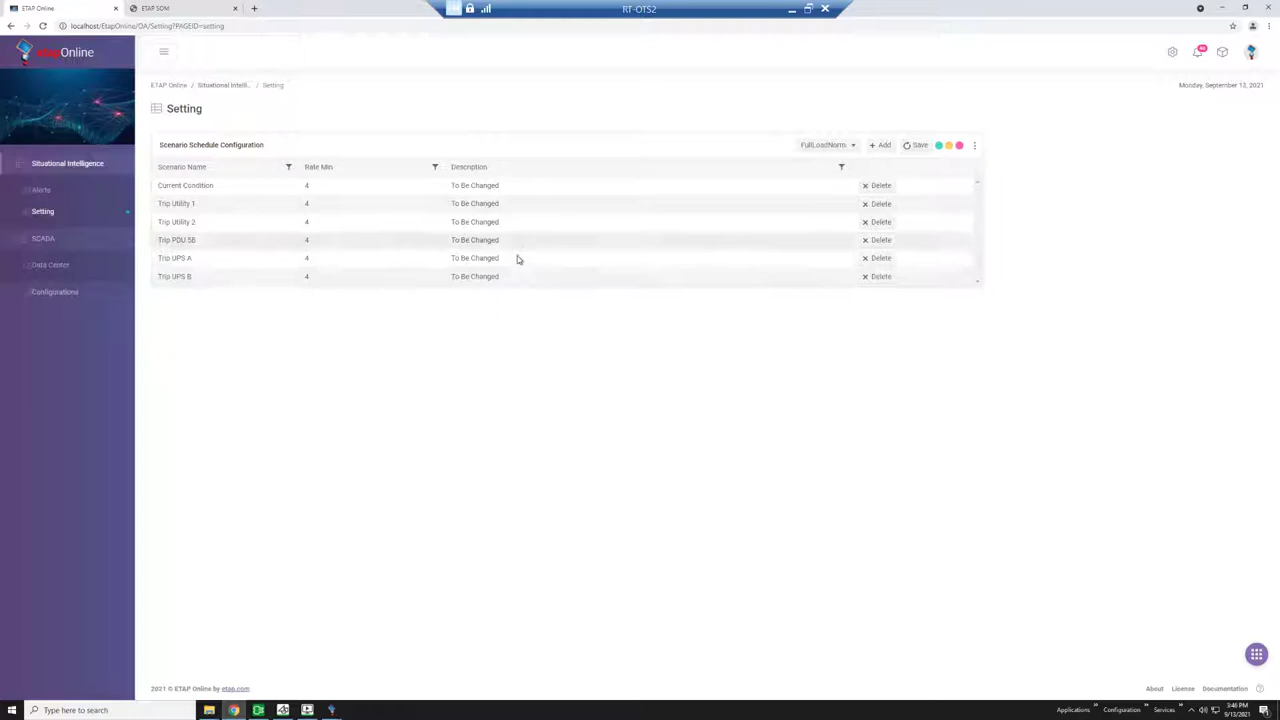 ETAP Online
ETAP SOM
RT-OTS2
localhost/EtapOnline/OA/Setting?PAGEID=setting
etapOnline
40
ETAP Online / Situational Intelli... / Setting
Monday, September 13, 2021
Setting
Scenario Schedule Configuration
FullLoadNorm
+ Add
Save
Scenario Name Rate Min Description
Current Condition 4 To Be Changed Delete
Trip Utility 1 4 To Be Changed Delete
Trip Utility 2 4 To Be Changed Delete
Trip PDU 5B 4 To Be Changed Delete
Trip UPS A 4 To Be Changed Delete
Trip UPS B 4 To Be Changed Delete
Situational Intelligence
Alerts
Setting
SCADA
Data Center
Configurations
2021 © ETAP Online by etap.com
About License Documentation
Type here to search
Applications Configuration Services
3:46 PM
9/13/2021